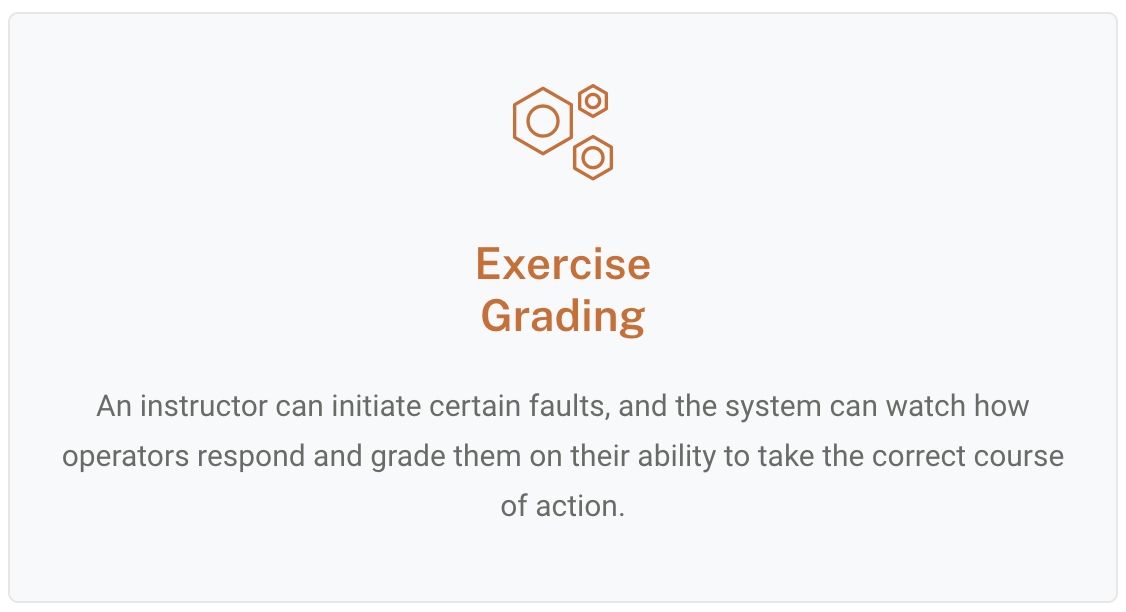 Exercise
Grading
An instructor can initiate certain faults, and the system can watch how
operators respond and grade them on their ability to take the correct course
of action.